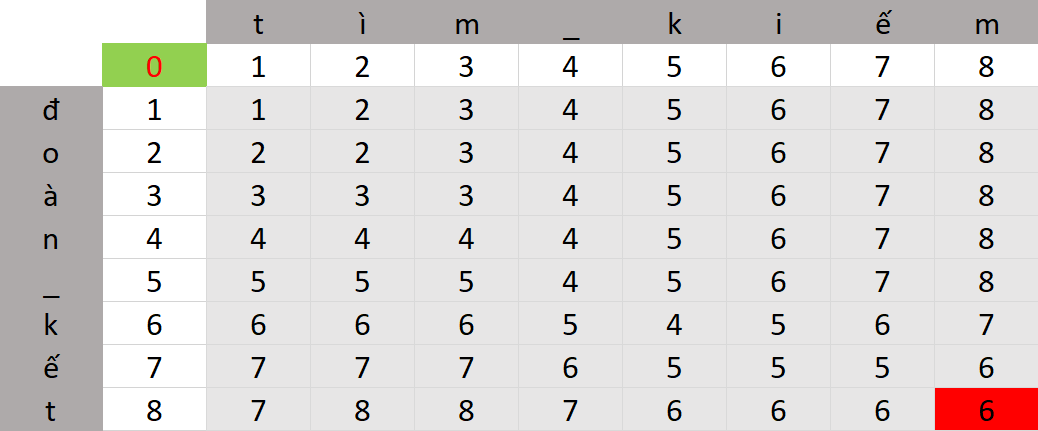 t ì m _ k i ế m
0 1 2 3 4 5 6 7 8
đ 1 1 2 3 4 5 6 7 8
o 2 2 2 3 4 5 6 7 8
à 3 3 3 3 4 5 6 7 8
n 4 4 4 4 4 5 6 7 8
_ 5 5 5 5 4 5 6 7 8
k 6 6 6 6 5 4 5 6 7
ế 7 7 7 7 6 5 5 5 6
t 8 7 8 8 7 6 6 6 6